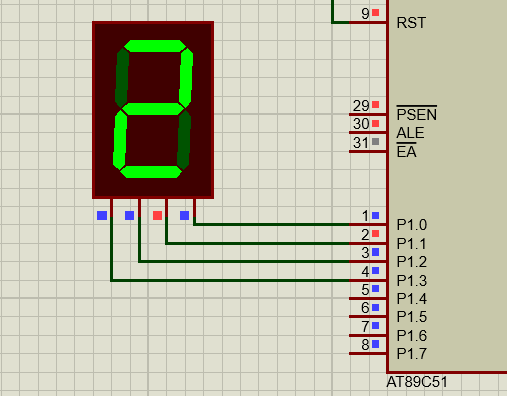 9 RST
29 PSEN
30 ALE
31 EA
1 P1.0
2 P1.1
3 P1.2
4 P1.3
5 P1.4
6 P1.5
7 P1.6
8 P1.7
AT89C51
2